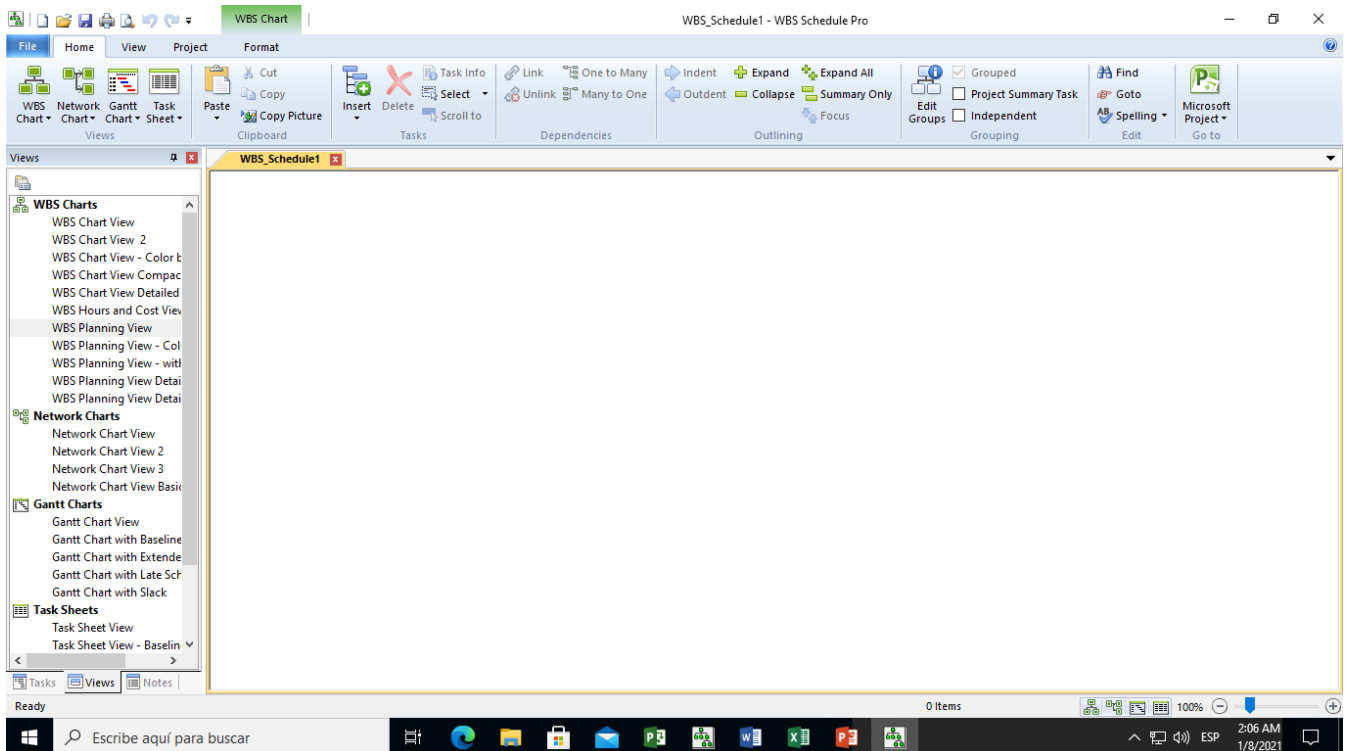 WBS Chart
WBS_Schedule1 - WBS Schedule Pro
File Home View Project Format
WBS Chart
Network Chart
Gantt Chart
Task Sheet
Views
Paste
Cut
Copy
Copy Picture
Clipboard
Insert
Delete
Task Info
Select
Scroll to
Tasks
Link
Unlink
One to Many
Many to One
Dependencies
Indent
Outdent
Expand
Collapse
Expand All
Summary Only
Focus
Outlining
Edit Groups
Grouped
Project Summary Task
Independent
Grouping
Find
Goto
Spelling
Edit
Microsoft Project
Go to
Views
WBS_Schedule1
WBS Charts
WBS Chart View
WBS Chart View 2
WBS Chart View - Color b
WBS Chart View Compac
WBS Chart View Detailed
WBS Hours and Cost View
WBS Planning View
WBS Planning View - Col
WBS Planning View - with
WBS Planning View Detai
WBS Planning View Detai
Network Charts
Network Chart View
Network Chart View 2
Network Chart View 3
Network Chart View Basic
Gantt Charts
Gantt Chart View
Gantt Chart with Baseline
Gantt Chart with Extende
Gantt Chart with Late Sch
Gantt Chart with Slack
Task Sheets
Task Sheet View
Task Sheet View - Baselin
Tasks Views Notes
Ready
0 Items
100%
Escribe aquí para buscar
ESP
2:06 AM
1/8/2021